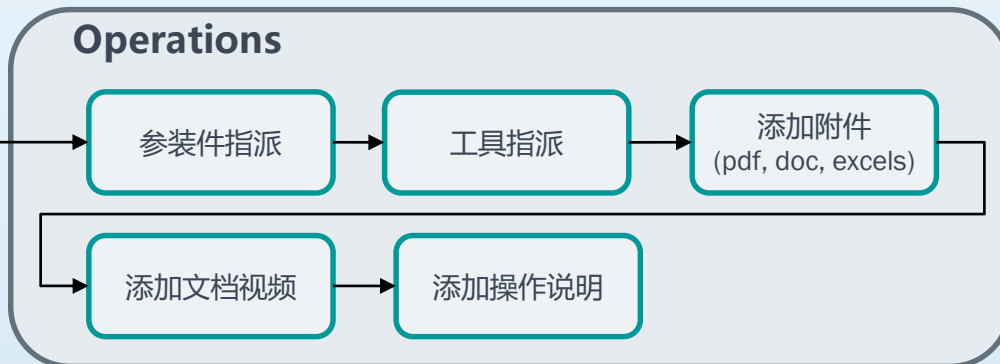 Operations
参装件指派
工具指派
添加附件
(pdf, doc, excels)
添加文档视频
添加操作说明